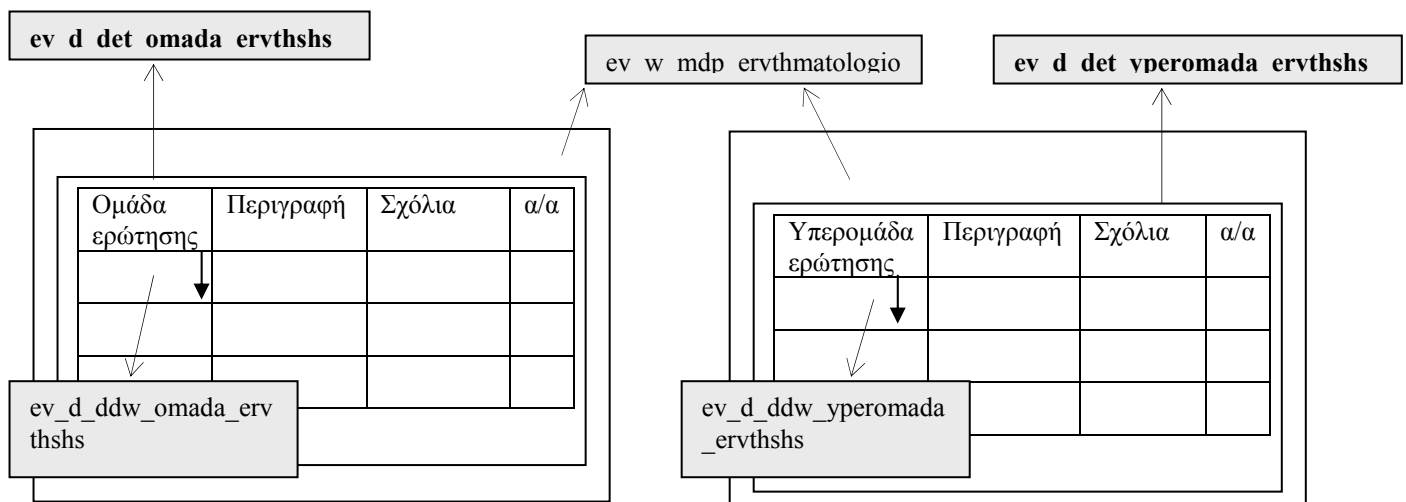 ev_d_det_omada_ervthshs
ev_w_mdp_ervthmatologio
ev_d_det_yperomada_ervthshs
Ομάδα Περιγραφή Σχόλια α/α
ερώτησης
Υπερομάδα Περιγραφή Σχόλια α/α
ερώτησης
ev_d_ddw_omada_erv
thshs
ev_d_ddw_yperomada
_ervthshs